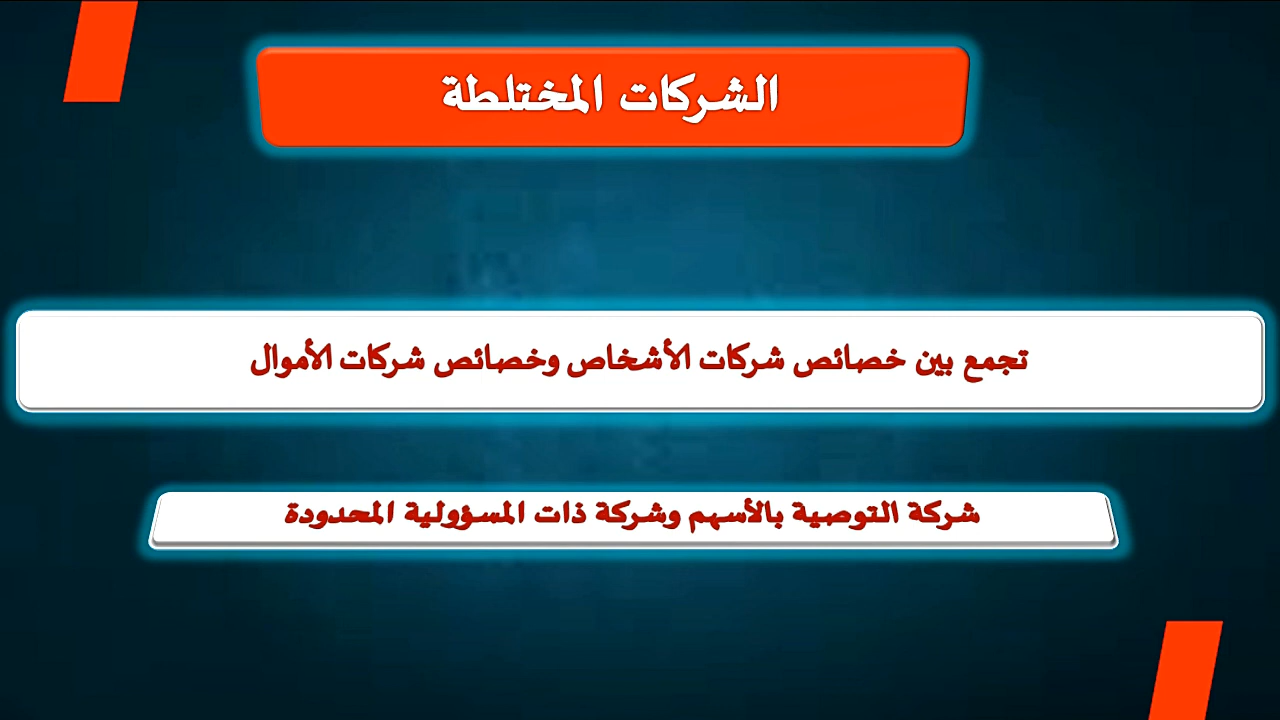 الشركات المختلطة
تجمع بين خصائص شركات الأشخاص وخصائص شركات الأموال
شركة التوصية بالأسهم وشركة ذات المسؤولية المحدودة